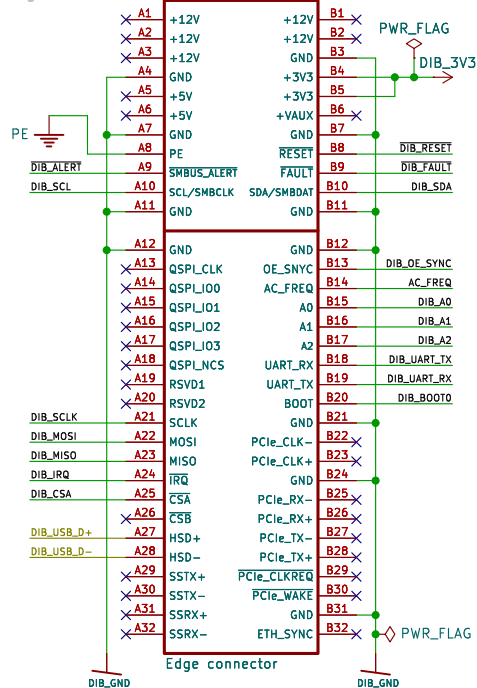 A1 +12V +12V B1
A2 +12V +12V B2 PWR_FLAG
A3 +12V GND B3
A4 GND +3V3 B4 DIB_3V3
A5 +5V +3V3 B5
A6 +5V +VAUX B6
PE A7 GND GND B7
A8 PE RESET B8 DIB_RESET
DIB_ALERT A9 SMBUS_ALERT FAULT B9 DIB_FAULT
DIB_SCL A10 SCL/SMBCLK SDA/SMBDAT B10 DIB_SDA
A11 GND GND B11
A12 GND GND B12
A13 QSPI_CLK OE_SNYC B13 DIB_OE_SYNC
A14 QSPI_IO0 AC_FREQ B14 AC_FREQ
A15 QSPI_IO1 A0 B15 DIB_A0
A16 QSPI_IO2 A1 B16 DIB_A1
A17 QSPI_IO3 A2 B17 DIB_A2
A18 QSPI_NCS UART_RX B18 DIB_UART_TX
A19 RSVD1 UART_TX B19 DIB_UART_RX
A20 RSVD2 BOOT B20 DIB_BOOT0
DIB_SCLK A21 SCLK GND B21
DIB_MOSI A22 MOSI PCIe_CLK- B22
DIB_MISO A23 MISO PCIe_CLK+ B23
DIB_IRQ A24 IRQ GND B24
DIB_CSA A25 CSA PCIe_RX- B25
A26 CSB PCIe_RX+ B26
DIB_USB_D+ A27 HSD+ PCIe_TX- B27
DIB_USB_D- A28 HSD- PCIe_TX+ B28
A29 SSTX+ PCIe_CLKREQ B29
A30 SSTX- PCIe_WAKE B30
A31 SSRX+ GND B31
A32 SSRX- ETH_SYNC B32 PWR_FLAG
Edge connector
DIB_GND DIB_GND